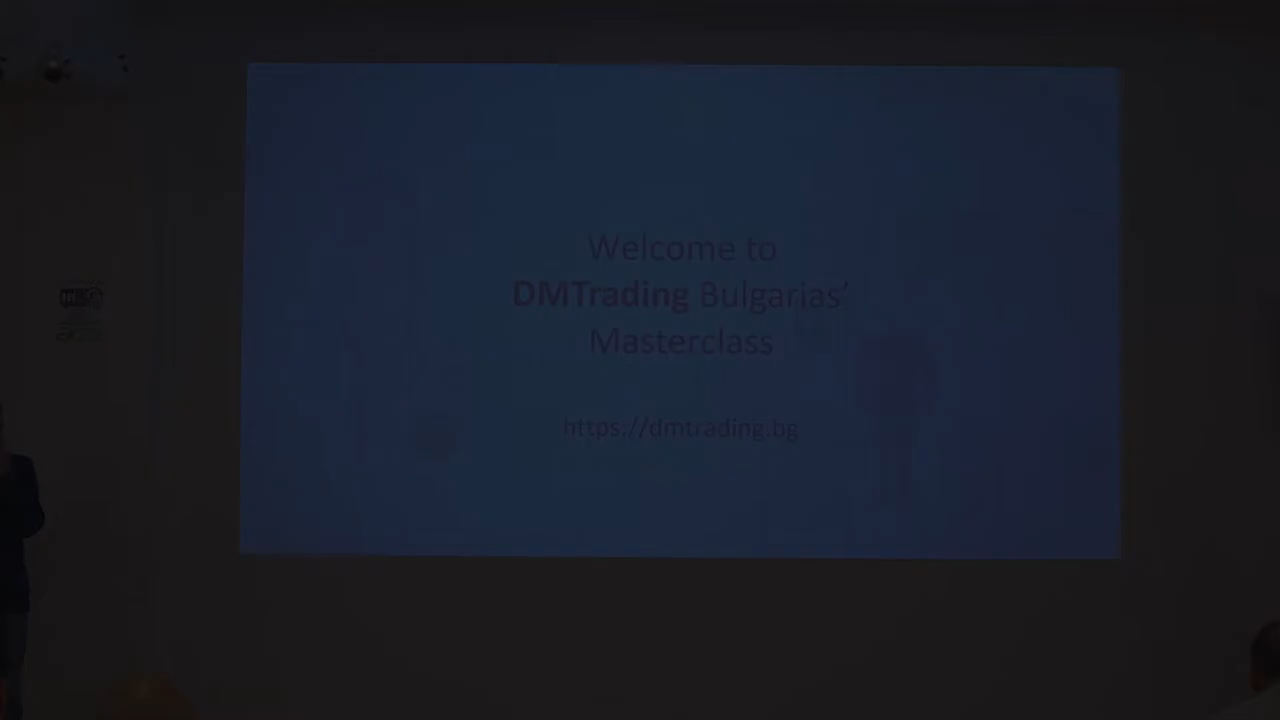 Welcome to
DMTrading Bulgarias'
Masterclass
https://dmtrading.bg